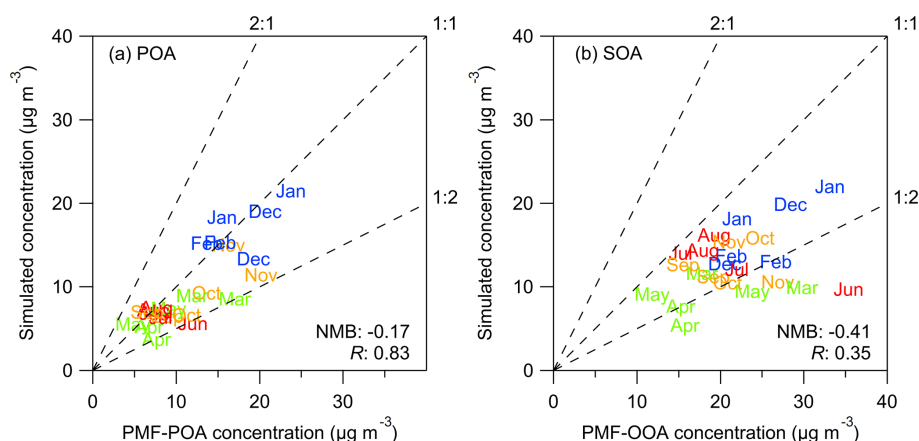 2:1 1:1 2:1 1:1
40 (a) POA 40 (b) SOA
30 30
1:2 1:2
20 20
10 10
0 0
Jan
Dec
Jan
Feb Feb Nov
Dec
Nov
Oct Mar Mar
Aug
May
Jun
Apr
Apr
Jan
Dec
Jan
Aug Nov Oct
Aug
Jul Feb
Sep Dec Feb
Mar Jul
Sep Oct Nov
May May Mar Jun
Apr
Apr
NMB: -0.17 NMB: -0.41
R: 0.83 R: 0.35
0 10 20 30 0 10 20 30 40
Simulated concentration (µg m⁻³)
PMF-POA concentration (µg m⁻³)
Simulated concentration (µg m⁻³)
PMF-OOA concentration (µg m⁻³)